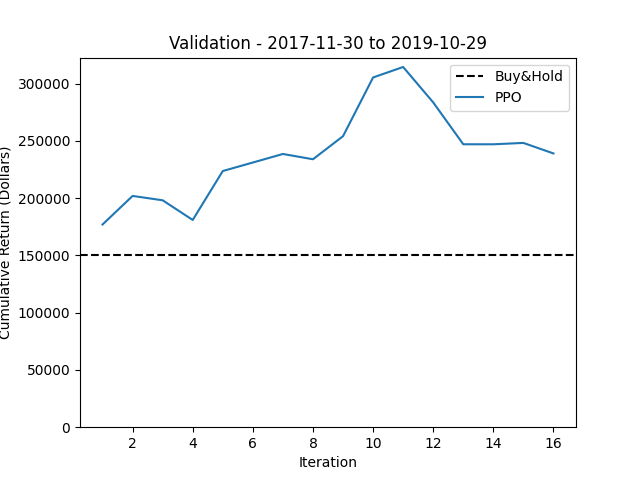 Validation - 2017-11-30 to 2019-10-29
Buy&Hold
PPO
300000
250000
200000
150000
100000
50000
0
Cumulative Return (Dollars)
2 4 6 8 10 12 14 16
Iteration